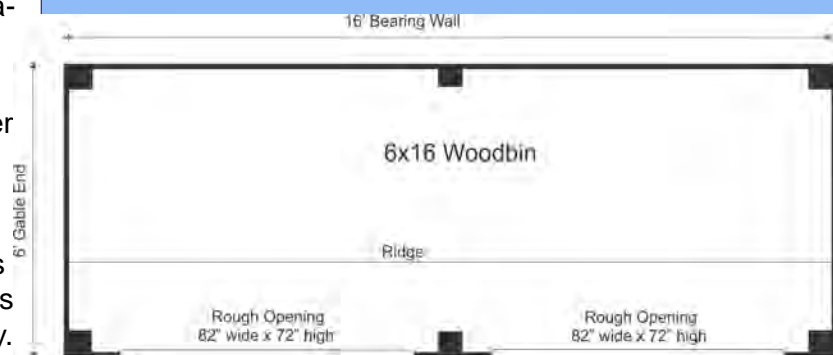 a-
16' Bearing Wall
er
6x16 Woodbin
6' Gable End
Ridge
s
s
y.
Rough Opening
82" wide x 72" high
Rough Opening
82" wide x 72" high